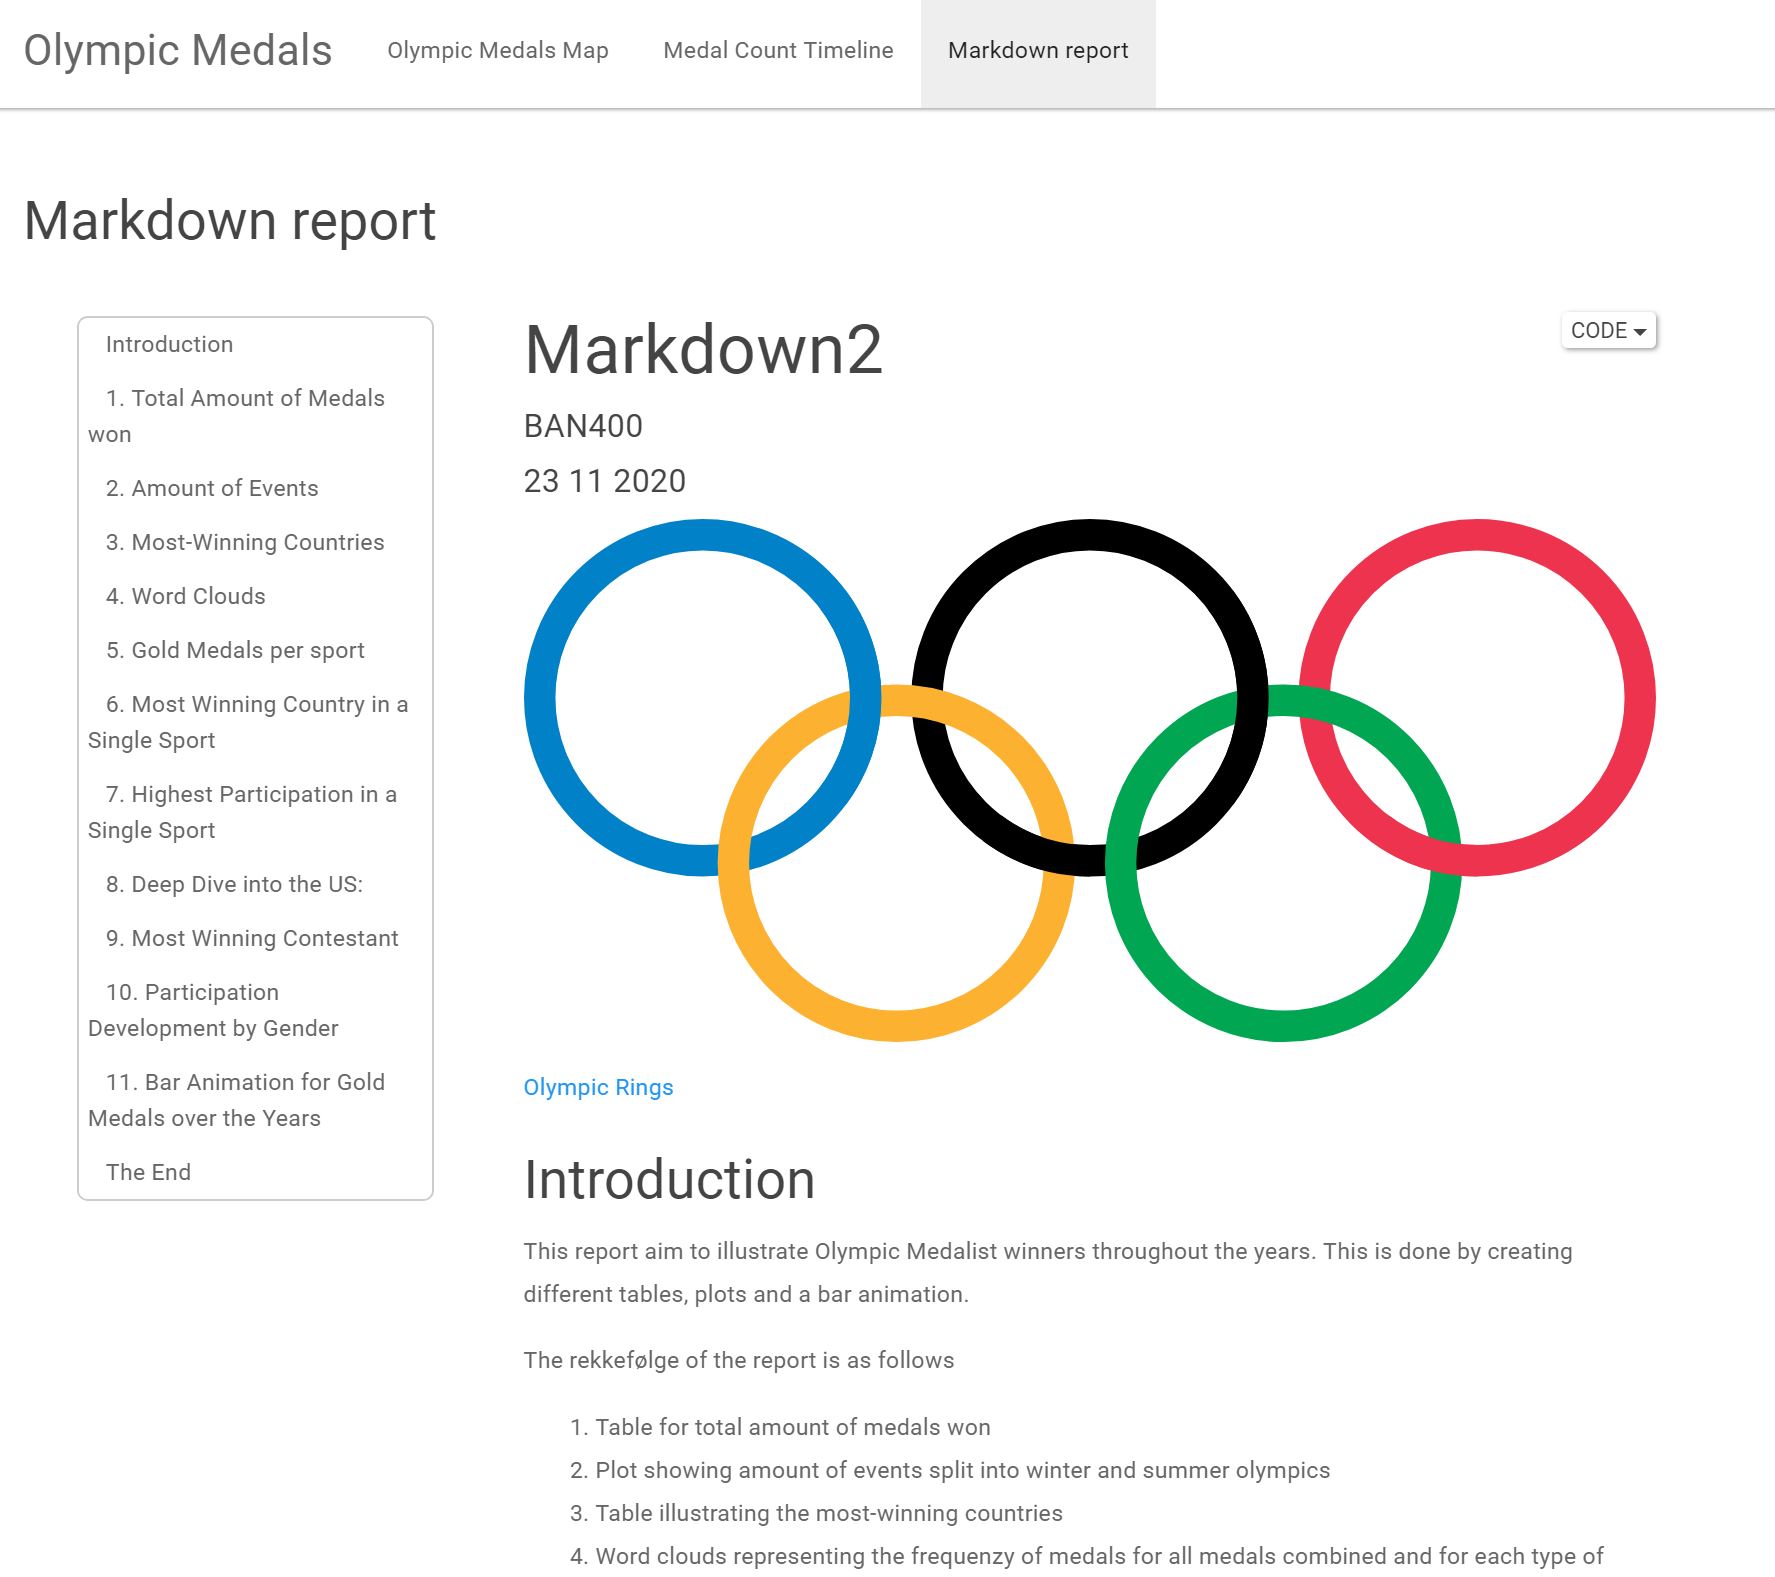 Olympic Medals
Olympic Medals Map
Medal Count Timeline
Markdown report
Markdown report
Introduction
1. Total Amount of Medals
won
2. Amount of Events
3. Most-Winning Countries
4. Word Clouds
5. Gold Medals per sport
6. Most Winning Country in a
Single Sport
7. Highest Participation in a
Single Sport
8. Deep Dive into the US:
9. Most Winning Contestant
10. Participation
Development by Gender
11. Bar Animation for Gold
Medals over the Years
The End
Markdown2
CODE
BAN400
23 11 2020
Olympic Rings
Introduction
This report aim to illustrate Olympic Medalist winners throughout the years. This is done by creating
different tables, plots and a bar animation.
The rekkefølge of the report is as follows
1. Table for total amount of medals won
2. Plot showing amount of events split into winter and summer olympics
3. Table illustrating the most-winning countries
4. Word clouds representing the frequenzy of medals for all medals combined and for each type of